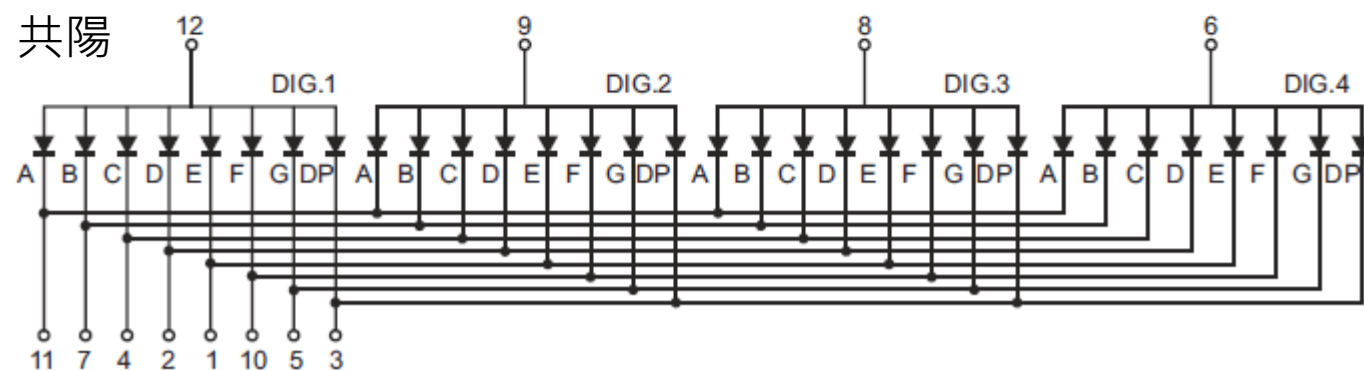 共陽
12 9 8 6
DIG.1 DIG.2 DIG.3 DIG.4
A B C D E F G DP A B C D E F G DP A B C D E F G DP A B C D E F G DP
11 7 4 2 1 10 5 3